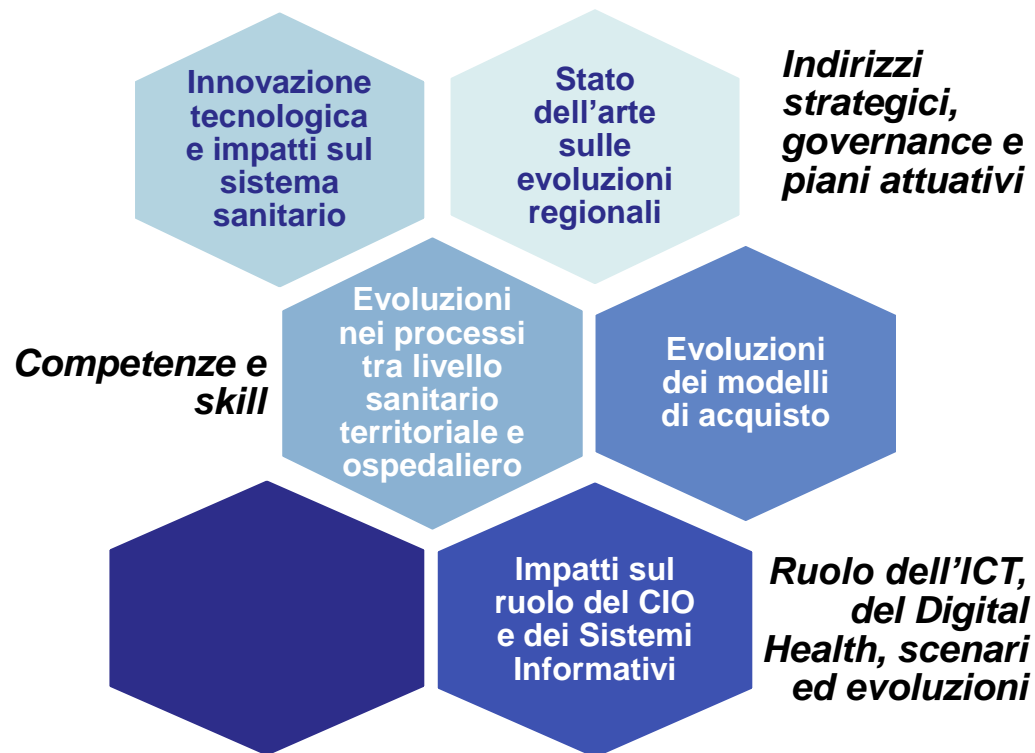 Innovazione
tecnologica
e impatti sul
sistema
sanitario
Stato
dell’arte
sulle
evoluzioni
regionali
Indirizzi
strategici,
governance e
piani attuativi
Competenze e
skill
Evoluzioni
nei processi
tra livello
sanitario
territoriale e
ospedaliero
Evoluzioni
dei modelli
di acquisto
Impatti sul
ruolo del CIO
e dei Sistemi
Informativi
Ruolo dell’ICT,
del Digital
Health, scenari
ed evoluzioni